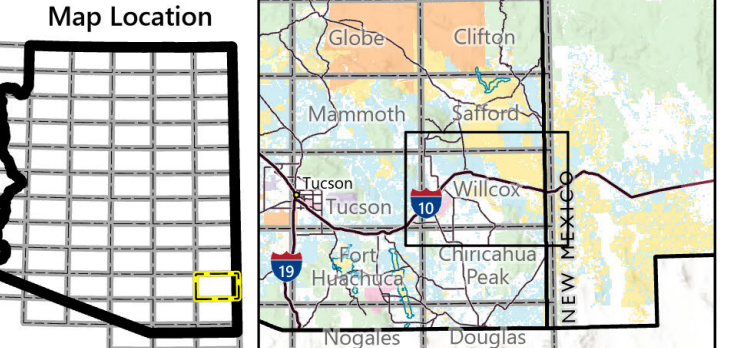 Map Location
Globe
Clifton
Mammoth
Safford
Tucson
Tucson
Willcox
10
19
Fort
Huachuca
Chiricahua
Peak
NEW MEXICO
Nogales
Douglas